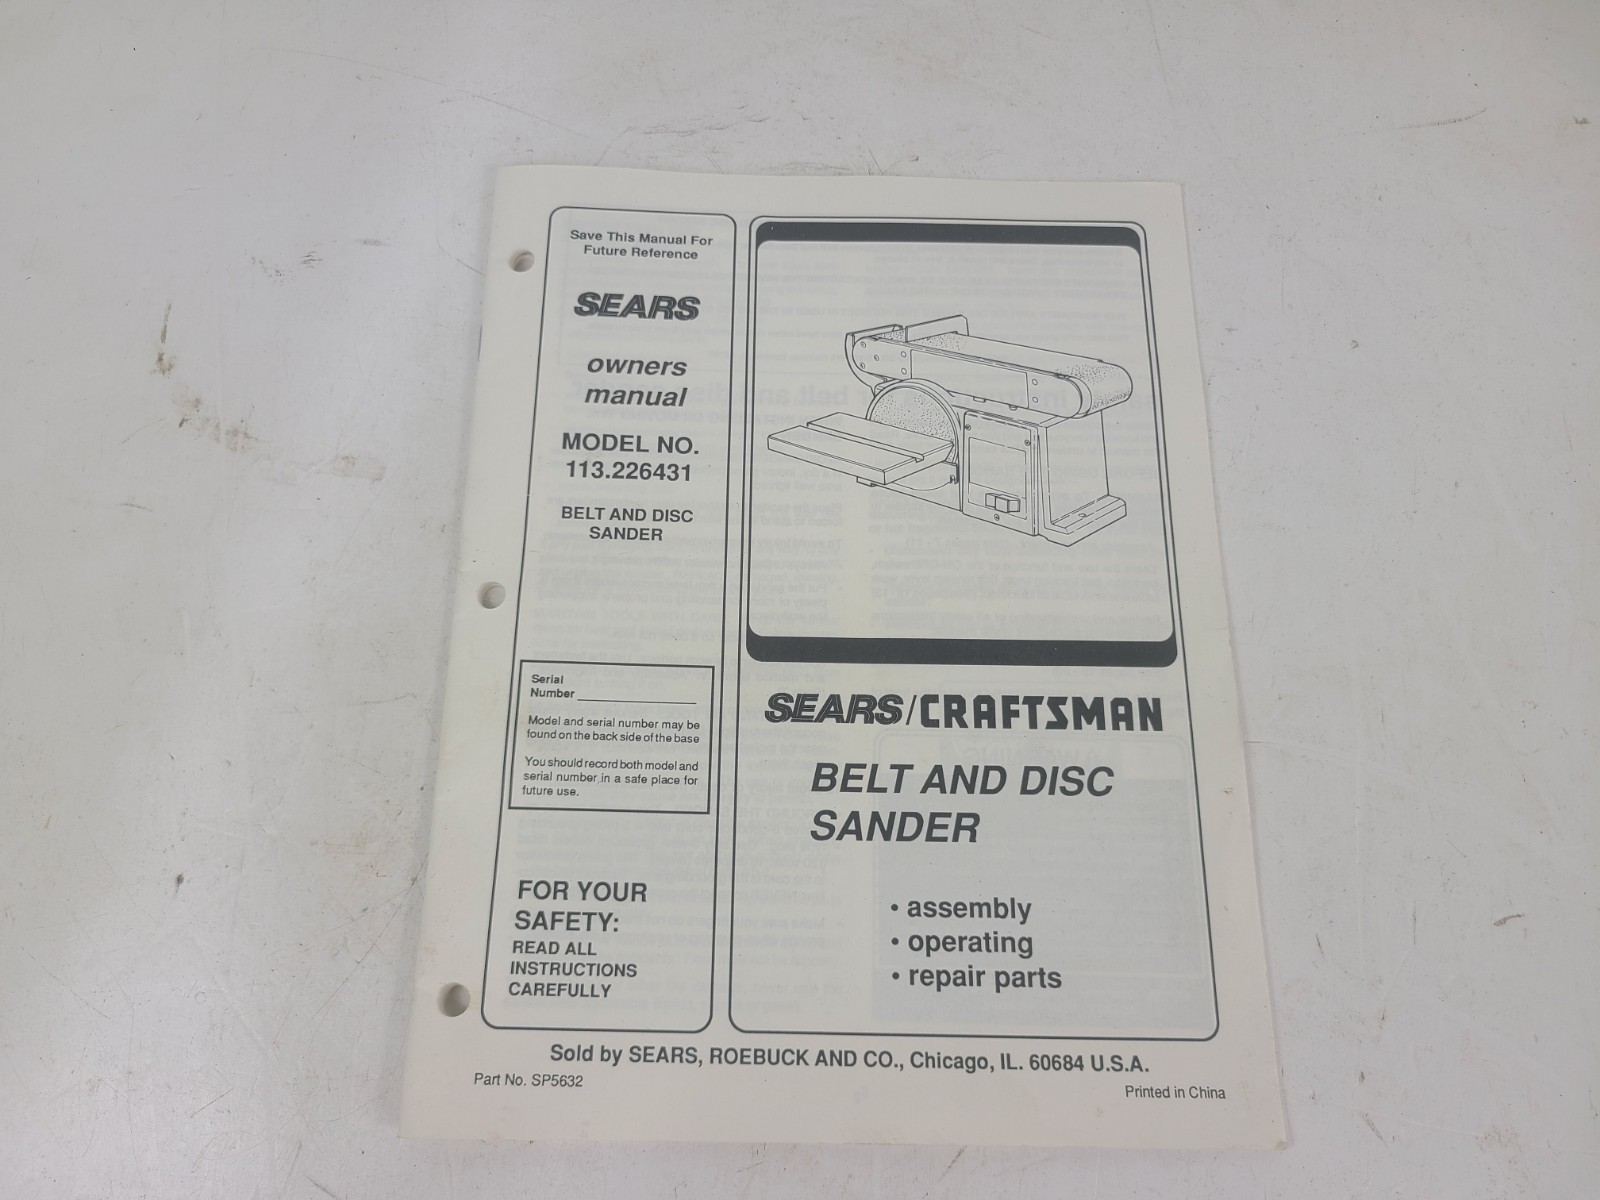 Save This Manual For
Future Reference
SEARS
owners
manual
MODEL NO.
113.226431
BELT AND DISC
SANDER
Serial
Number
Model and serial number may be
found on the back side of the base
You should record both model and
serial number in a safe place for
future use.
FOR YOUR
SAFETY:
READ ALL
INSTRUCTIONS
CAREFULLY
SEARS/CRAFTSMAN
BELT AND DISC
SANDER
• assembly
• operating
• repair parts
Sold by SEARS, ROEBUCK AND CO., Chicago, IL. 60684 U.S.A.
Part No. SP5632
Printed in China